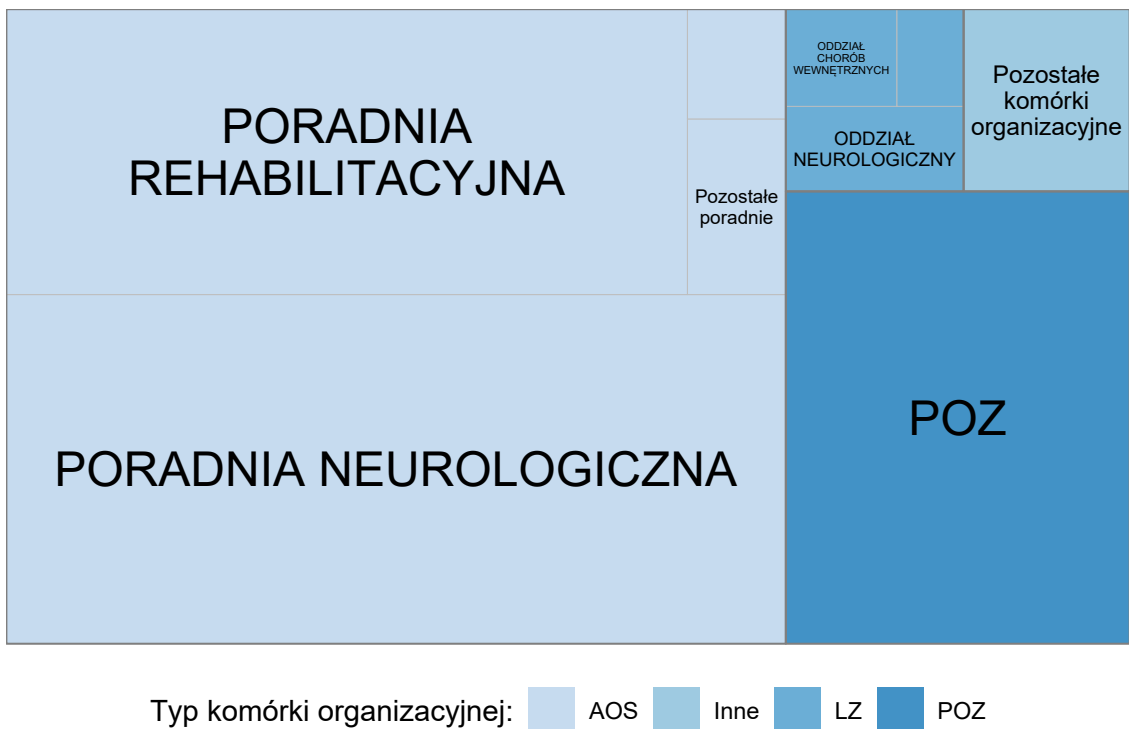 PORADNIA
REHABILITACYJNA
Pozostałe
poradnie
PORADNIA NEUROLOGICZNA
ODDZIAŁ
CHORÓB
WEWNĘTRZNYCH
ODDZIAŁ
NEUROLOGICZNY
Pozostałe
komórki
organizacyjne
POZ
Typ komórki organizacyjnej: AOS Inne LZ POZ